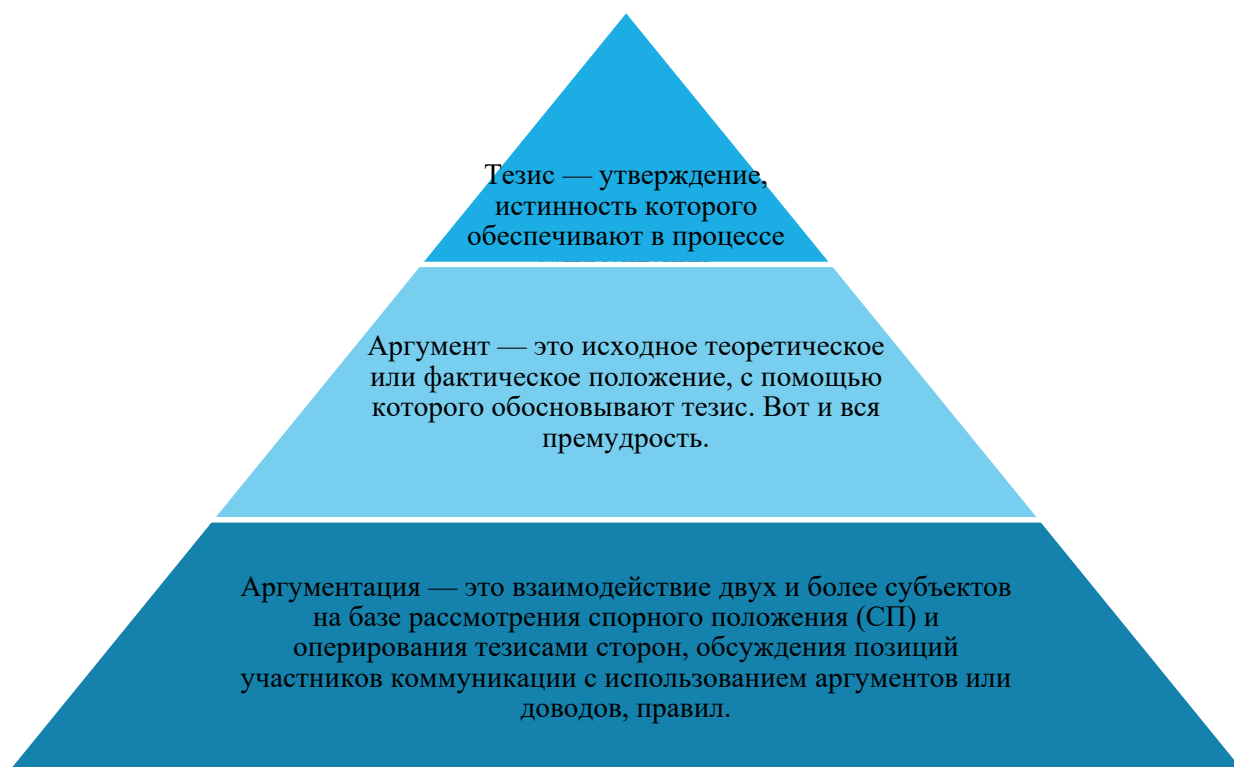 Тезис — утверждение,
истинность которого
обеспечивают в процессе
Аргумент — это исходное теоретическое
или фактическое положение, с помощью
которого обосновывают тезис. Вот и вся
премудрость.
Аргументация — это взаимодействие двух и более субъектов
на базе рассмотрения спорного положения (СП) и
оперирования тезисами сторон, обсуждения позиций
участников коммуникации с использованием аргументов или
доводов, правил.